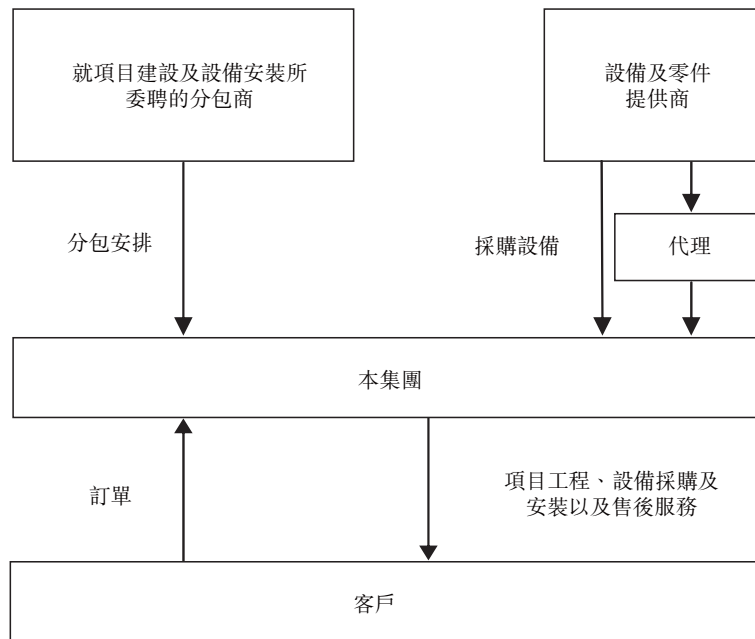 就項目建設及設備安裝所
委聘的分包商
設備及零件
提供商
分包安排
採購設備
代理
本集團
訂單
項目工程、設備採購及
安裝以及售後服務
客戶